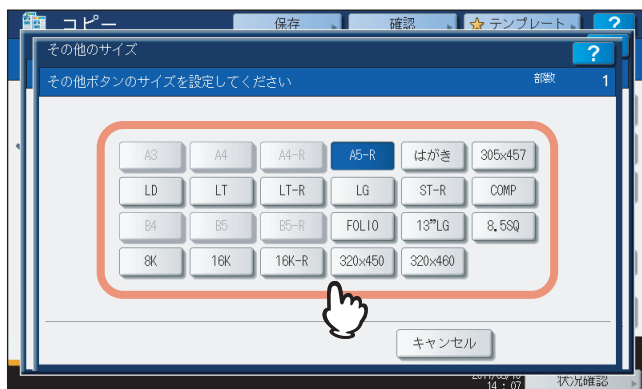 コピー 保存 確認 テンプレート ?
その他のサイズ ?
その他ボタンのサイズを設定してください 部数 1
A3 A4 A4-R A5-R はがき 305x457
LD LT LT-R LG ST-R COMP
B4 B5 B5-R FOLIO 13"LG 8.5SQ
8K 16K 16K-R 320x450 320x460
キャンセル
14：07 状況確認